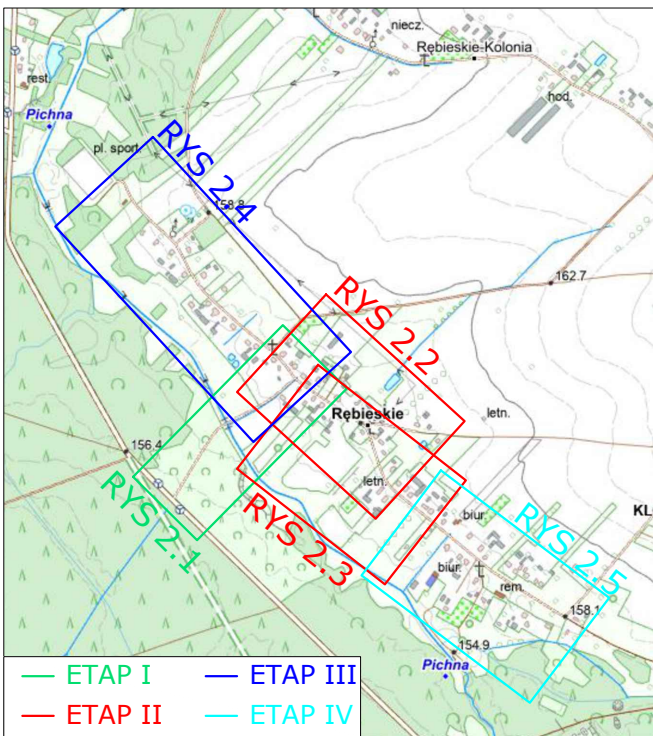 niecz.
Rębieskie-Kolonia
rest.
hod.
Pichna
pl. sport.
RYS 2.4
158.8
162.7
RYS 2.2
Rębieskie
letn.
156.4
letn.
RYS 2.1
RYS 2.3
biur.
RYS 2.5
biur.
rem.
158.1
154.9
Pichna
ETAP I
ETAP III
ETAP II
ETAP IV